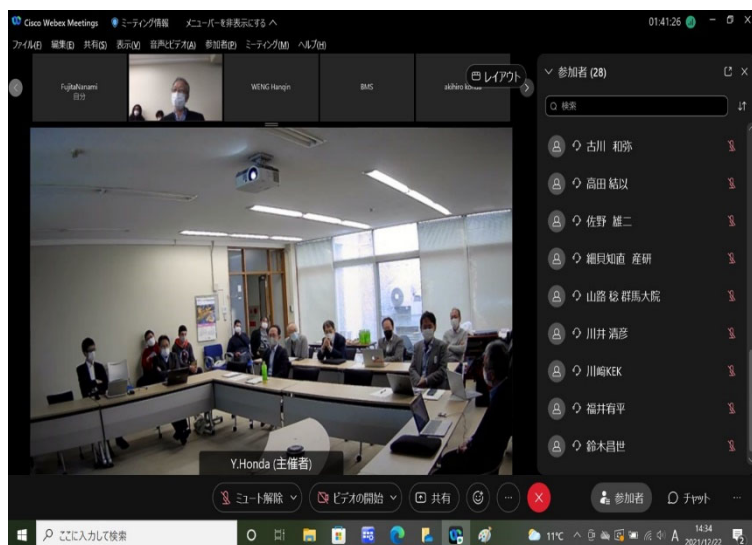 Cisco Webex Meetings
ミーティング情報
メニューバーを非表示にする
01:41:26
ファイル(F) 編集(E) 共有(S) 表示(V) 音声とビデオ(A) 参加者(P) ミーティング(M) ヘルプ(H)
FujitaNanami
自分
WENG Hanqin
BMS
akihiro
レイアウト
参加者 (28)
検索
古川 和弥
高田 結以
佐野 雄二
細貝知直 産研
山路 稔 群馬大院
川井 清彦
川崎KEK
福井宥平
鈴木昌世
Y.Honda (主催者)
ミュート解除
ビデオの開始
共有
参加者
チャット
ここに入力して検索
11°C
A
14:34
2021/12/22